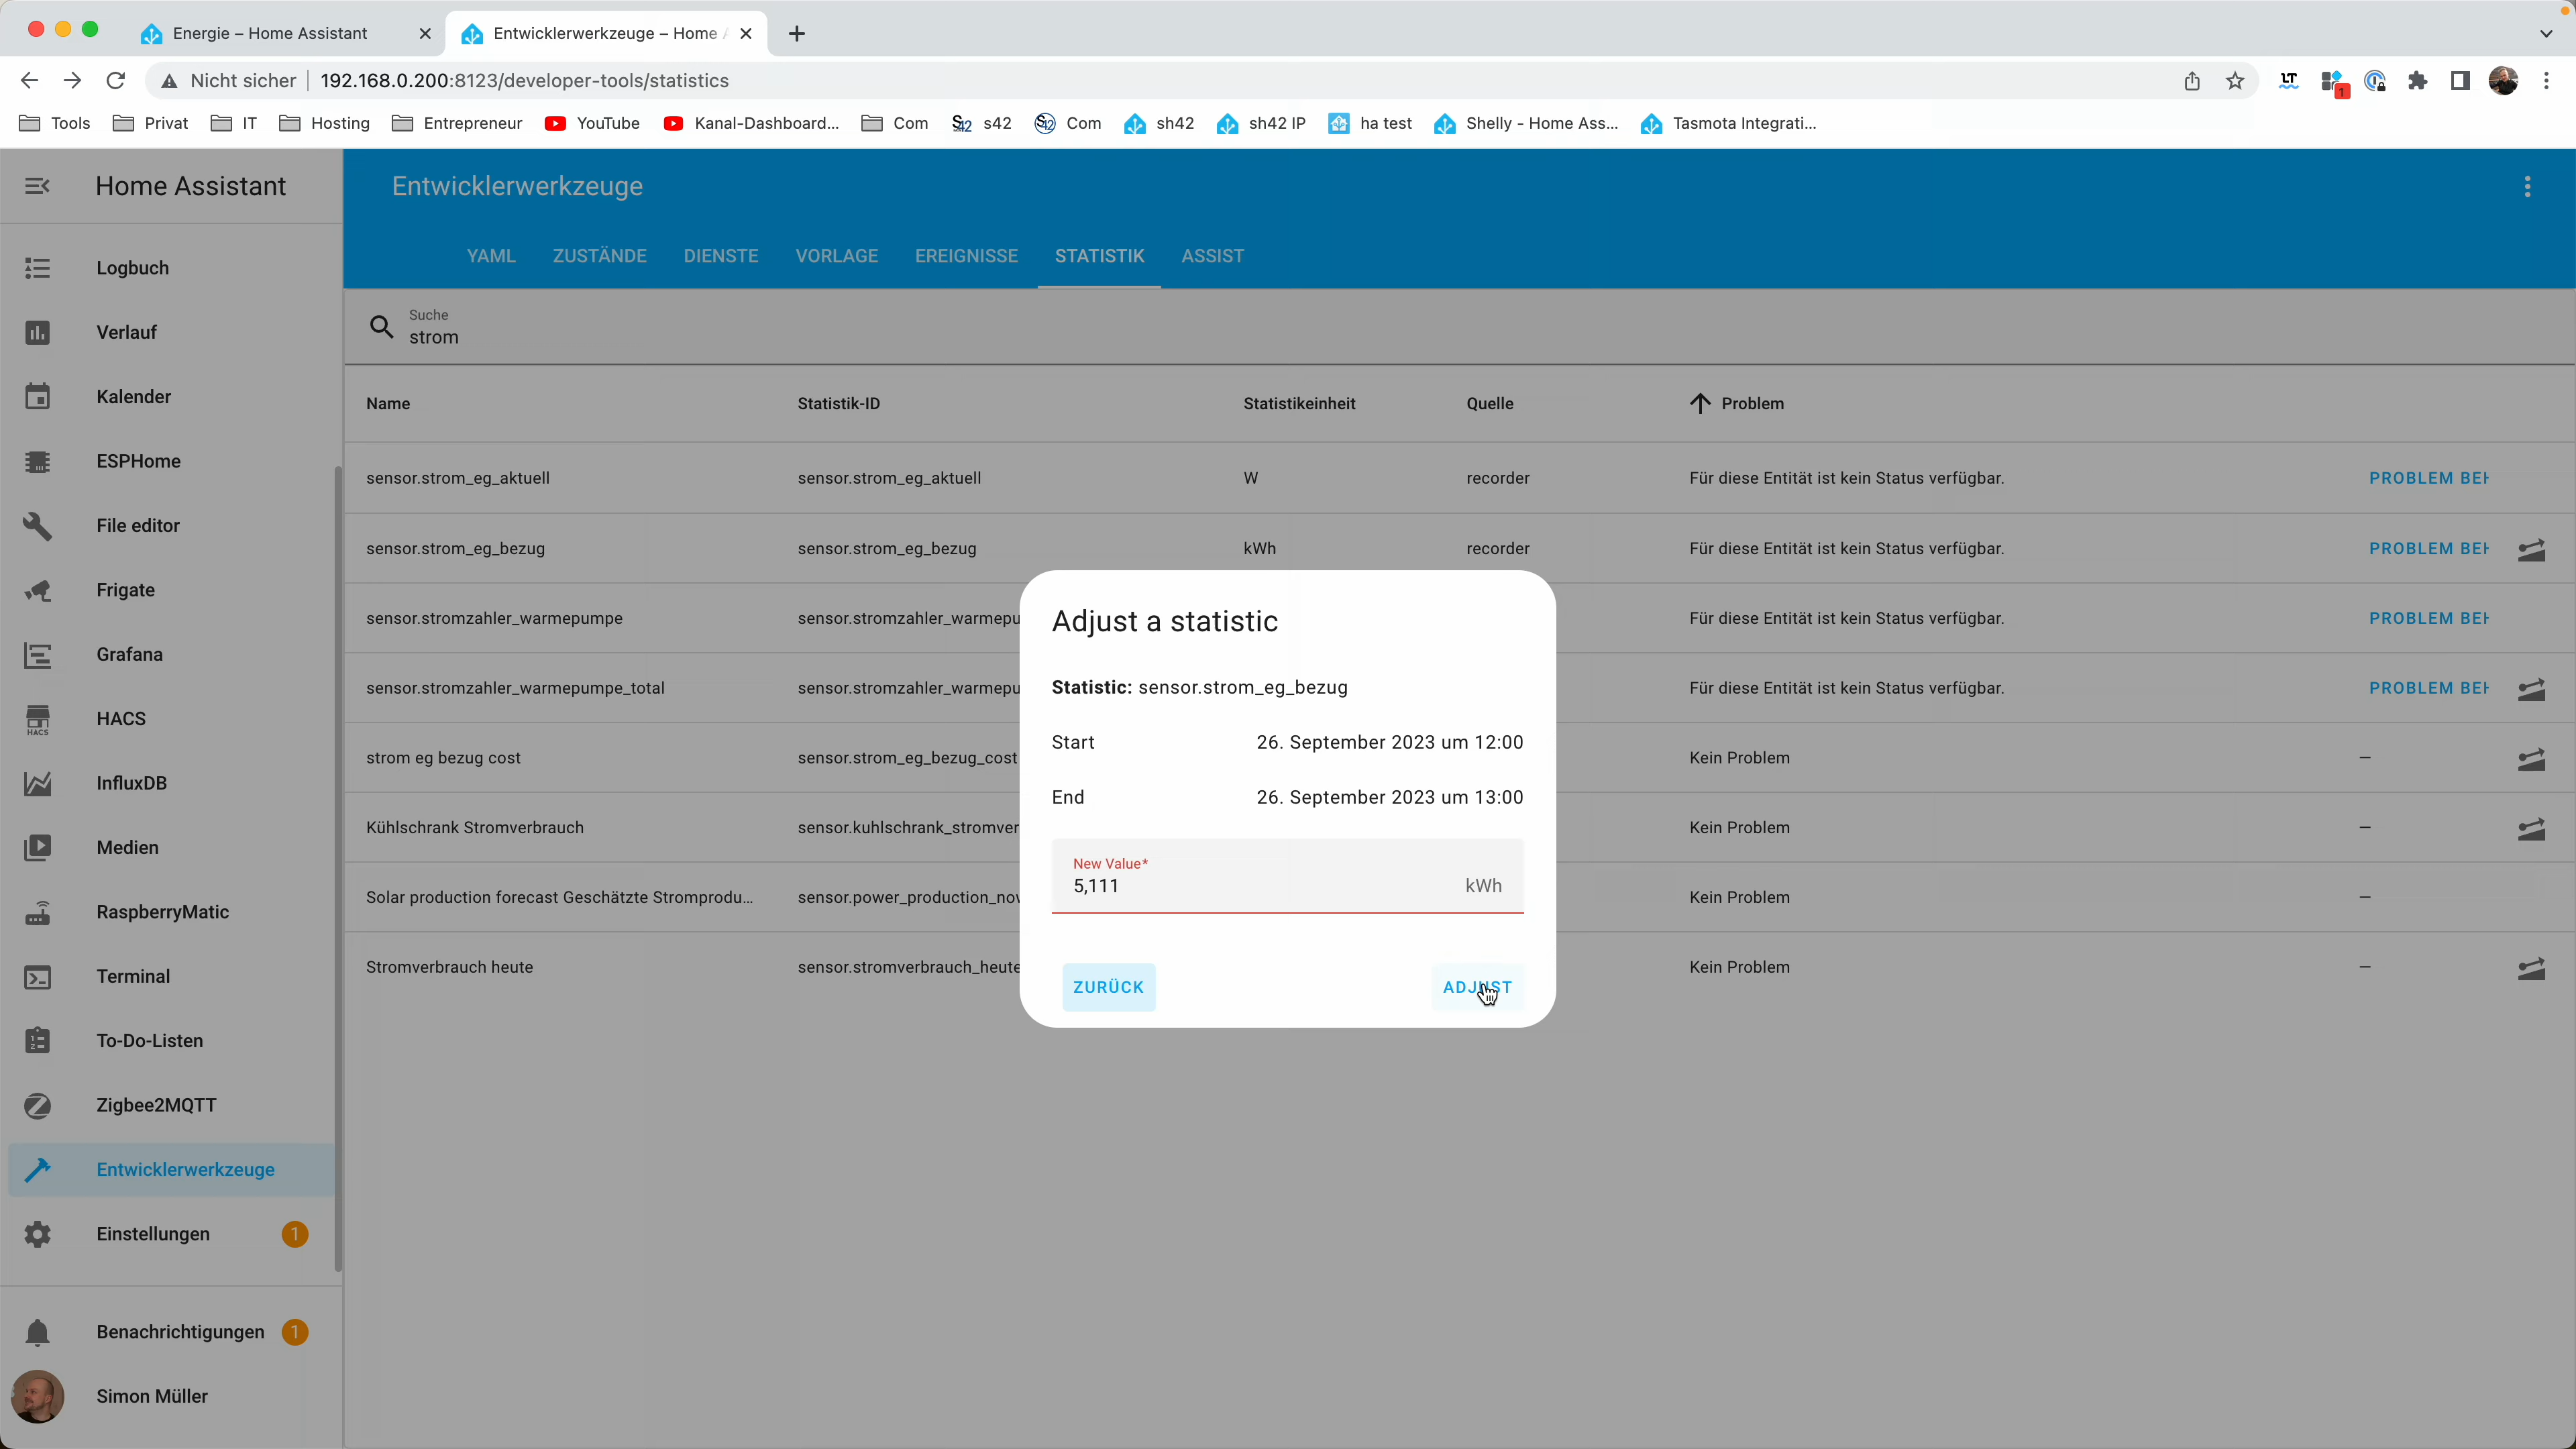 Energie – Home Assistant
Entwicklerwerkzeuge – Home A
Nicht sicher
192.168.0.200:8123/developer-tools/statistics
LT
1
Tools
Privat
IT
Hosting
Entrepreneur
YouTube
Kanal-Dashboard...
Com
s42
Com
sh42
sh42 IP
ha test
Shelly - Home Ass...
Tasmota Integrati...
Home Assistant
Entwicklerwerkzeuge
YAML
ZUSTÄNDE
DIENSTE
VORLAGE
EREIGNISSE
STATISTIK
ASSIST
Logbuch
Verlauf
Kalender
ESPHome
File editor
Frigate
Grafana
HACS
HACS
InfluxDB
Medien
RaspberryMatic
Terminal
To-Do-Listen
Zigbee2MQTT
Entwicklerwerkzeuge
Einstellungen 1
Benachrichtigungen 1
Simon Müller
Suche
strom
Name Statistik-ID Statistikeinheit Quelle Problem
sensor.strom_eg_aktuell sensor.strom_eg_aktuell W recorder Für diese Entität ist kein Status verfügbar. PROBLEM BEH
sensor.strom_eg_bezug sensor.strom_eg_bezug kWh recorder Für diese Entität ist kein Status verfügbar. PROBLEM BEH
sensor.stromzahler_warmepumpe sensor.stromzahler_warmepu Für diese Entität ist kein Status verfügbar. PROBLEM BEH
sensor.stromzahler_warmepumpe_total sensor.stromzahler_warmepu Für diese Entität ist kein Status verfügbar. PROBLEM BEH
strom eg bezug cost sensor.strom_eg_bezug_cost Kein Problem –
Kühlschrank Stromverbrauch sensor.kuhlschrank_stromver Kein Problem –
Solar production forecast Geschätzte Stromprodu... sensor.power_production_nov Kein Problem –
Stromverbrauch heute sensor.stromverbrauch_heute Kein Problem –
Adjust a statistic
Statistic: sensor.strom_eg_bezug
Start 26. September 2023 um 12:00
End 26. September 2023 um 13:00
New Value*
5,111 kWh
ZURÜCK ADJUST